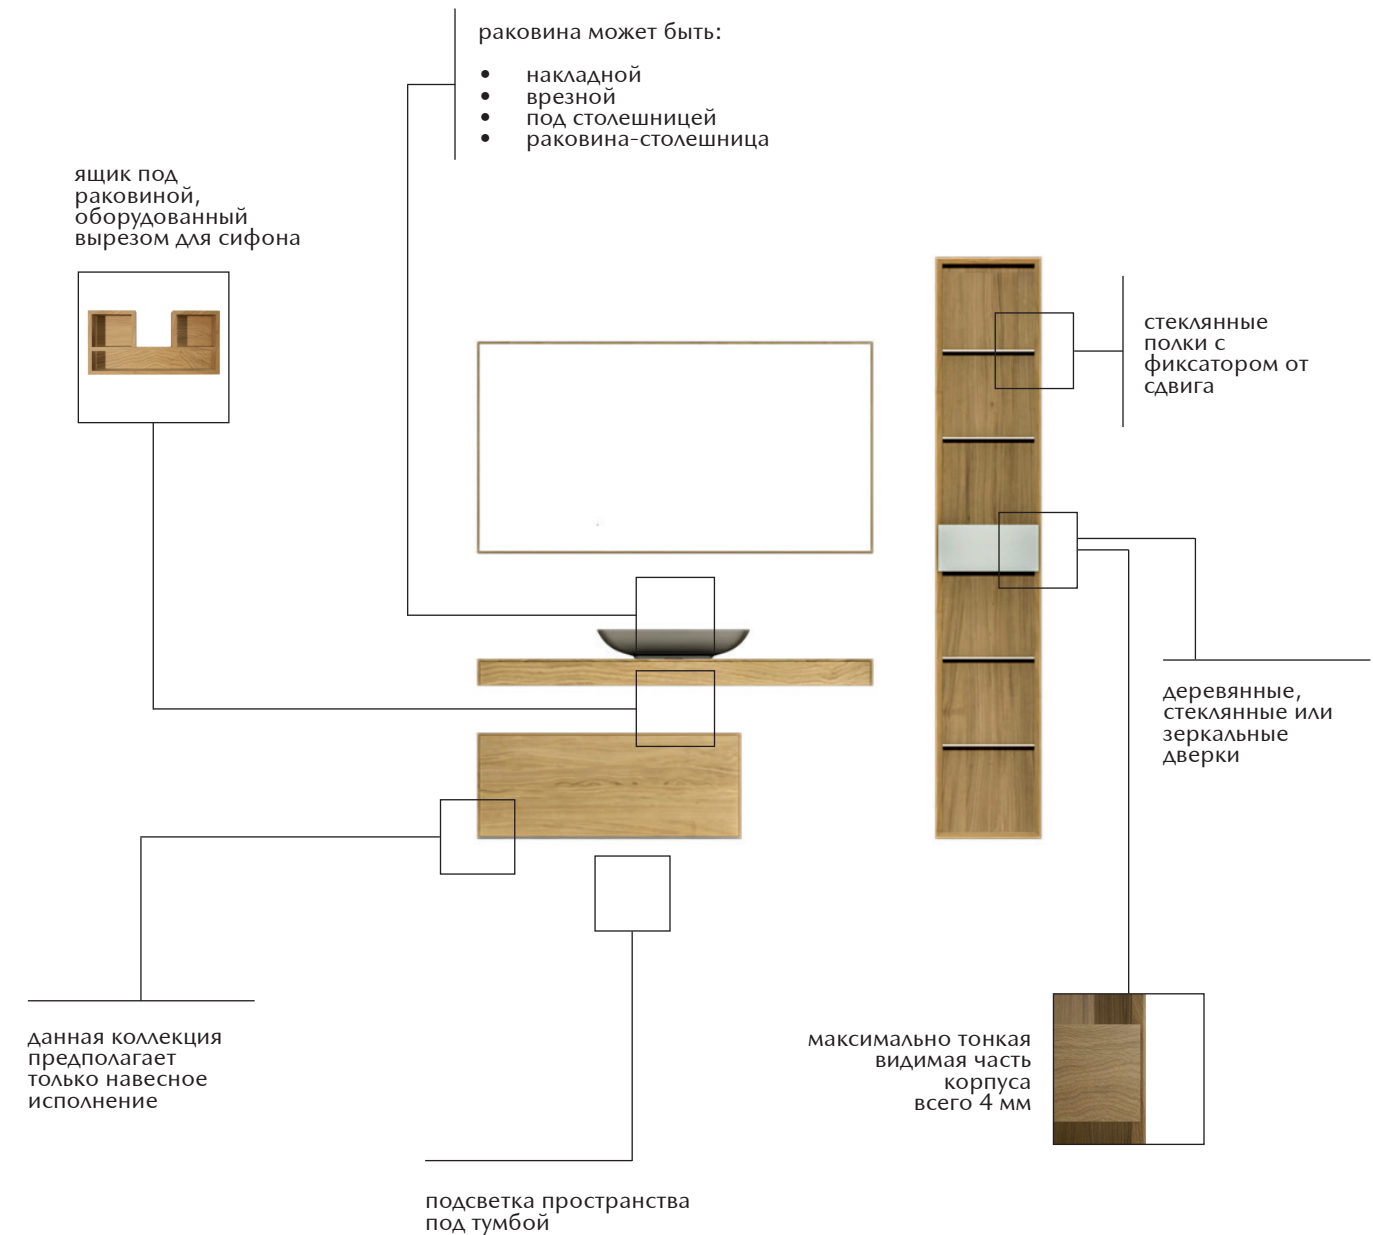 раковина может быть:
• накладной
• врезной
• под столешницей
• раковина-столешница
ящик под
раковиной,
оборудованный
вырезом для сифона
стеклянные
полки с
фиксатором от
сдвига
деревянные,
стеклянные или
зеркальные
дверки
данная коллекция
предполагает
только навесное
исполнение
максимально тонкая
видимая часть
корпуса
всего 4 мм
подсветка пространства
под тумбой